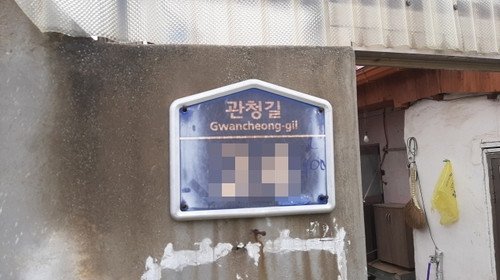 관청길
Gwancheong-gil